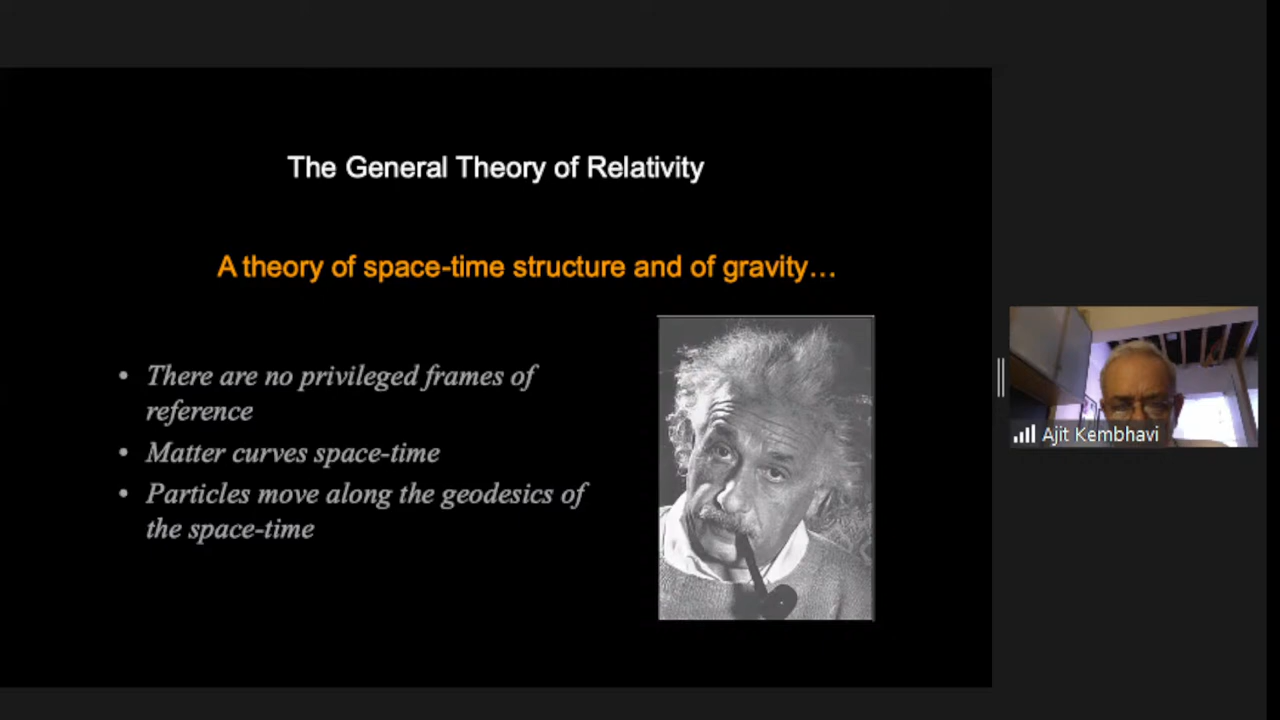 The General Theory of Relativity
A theory of space-time structure and of gravity…
• There are no privileged frames of
reference
• Matter curves space-time
• Particles move along the geodesics of
the space-time
Ajit Kembhavi